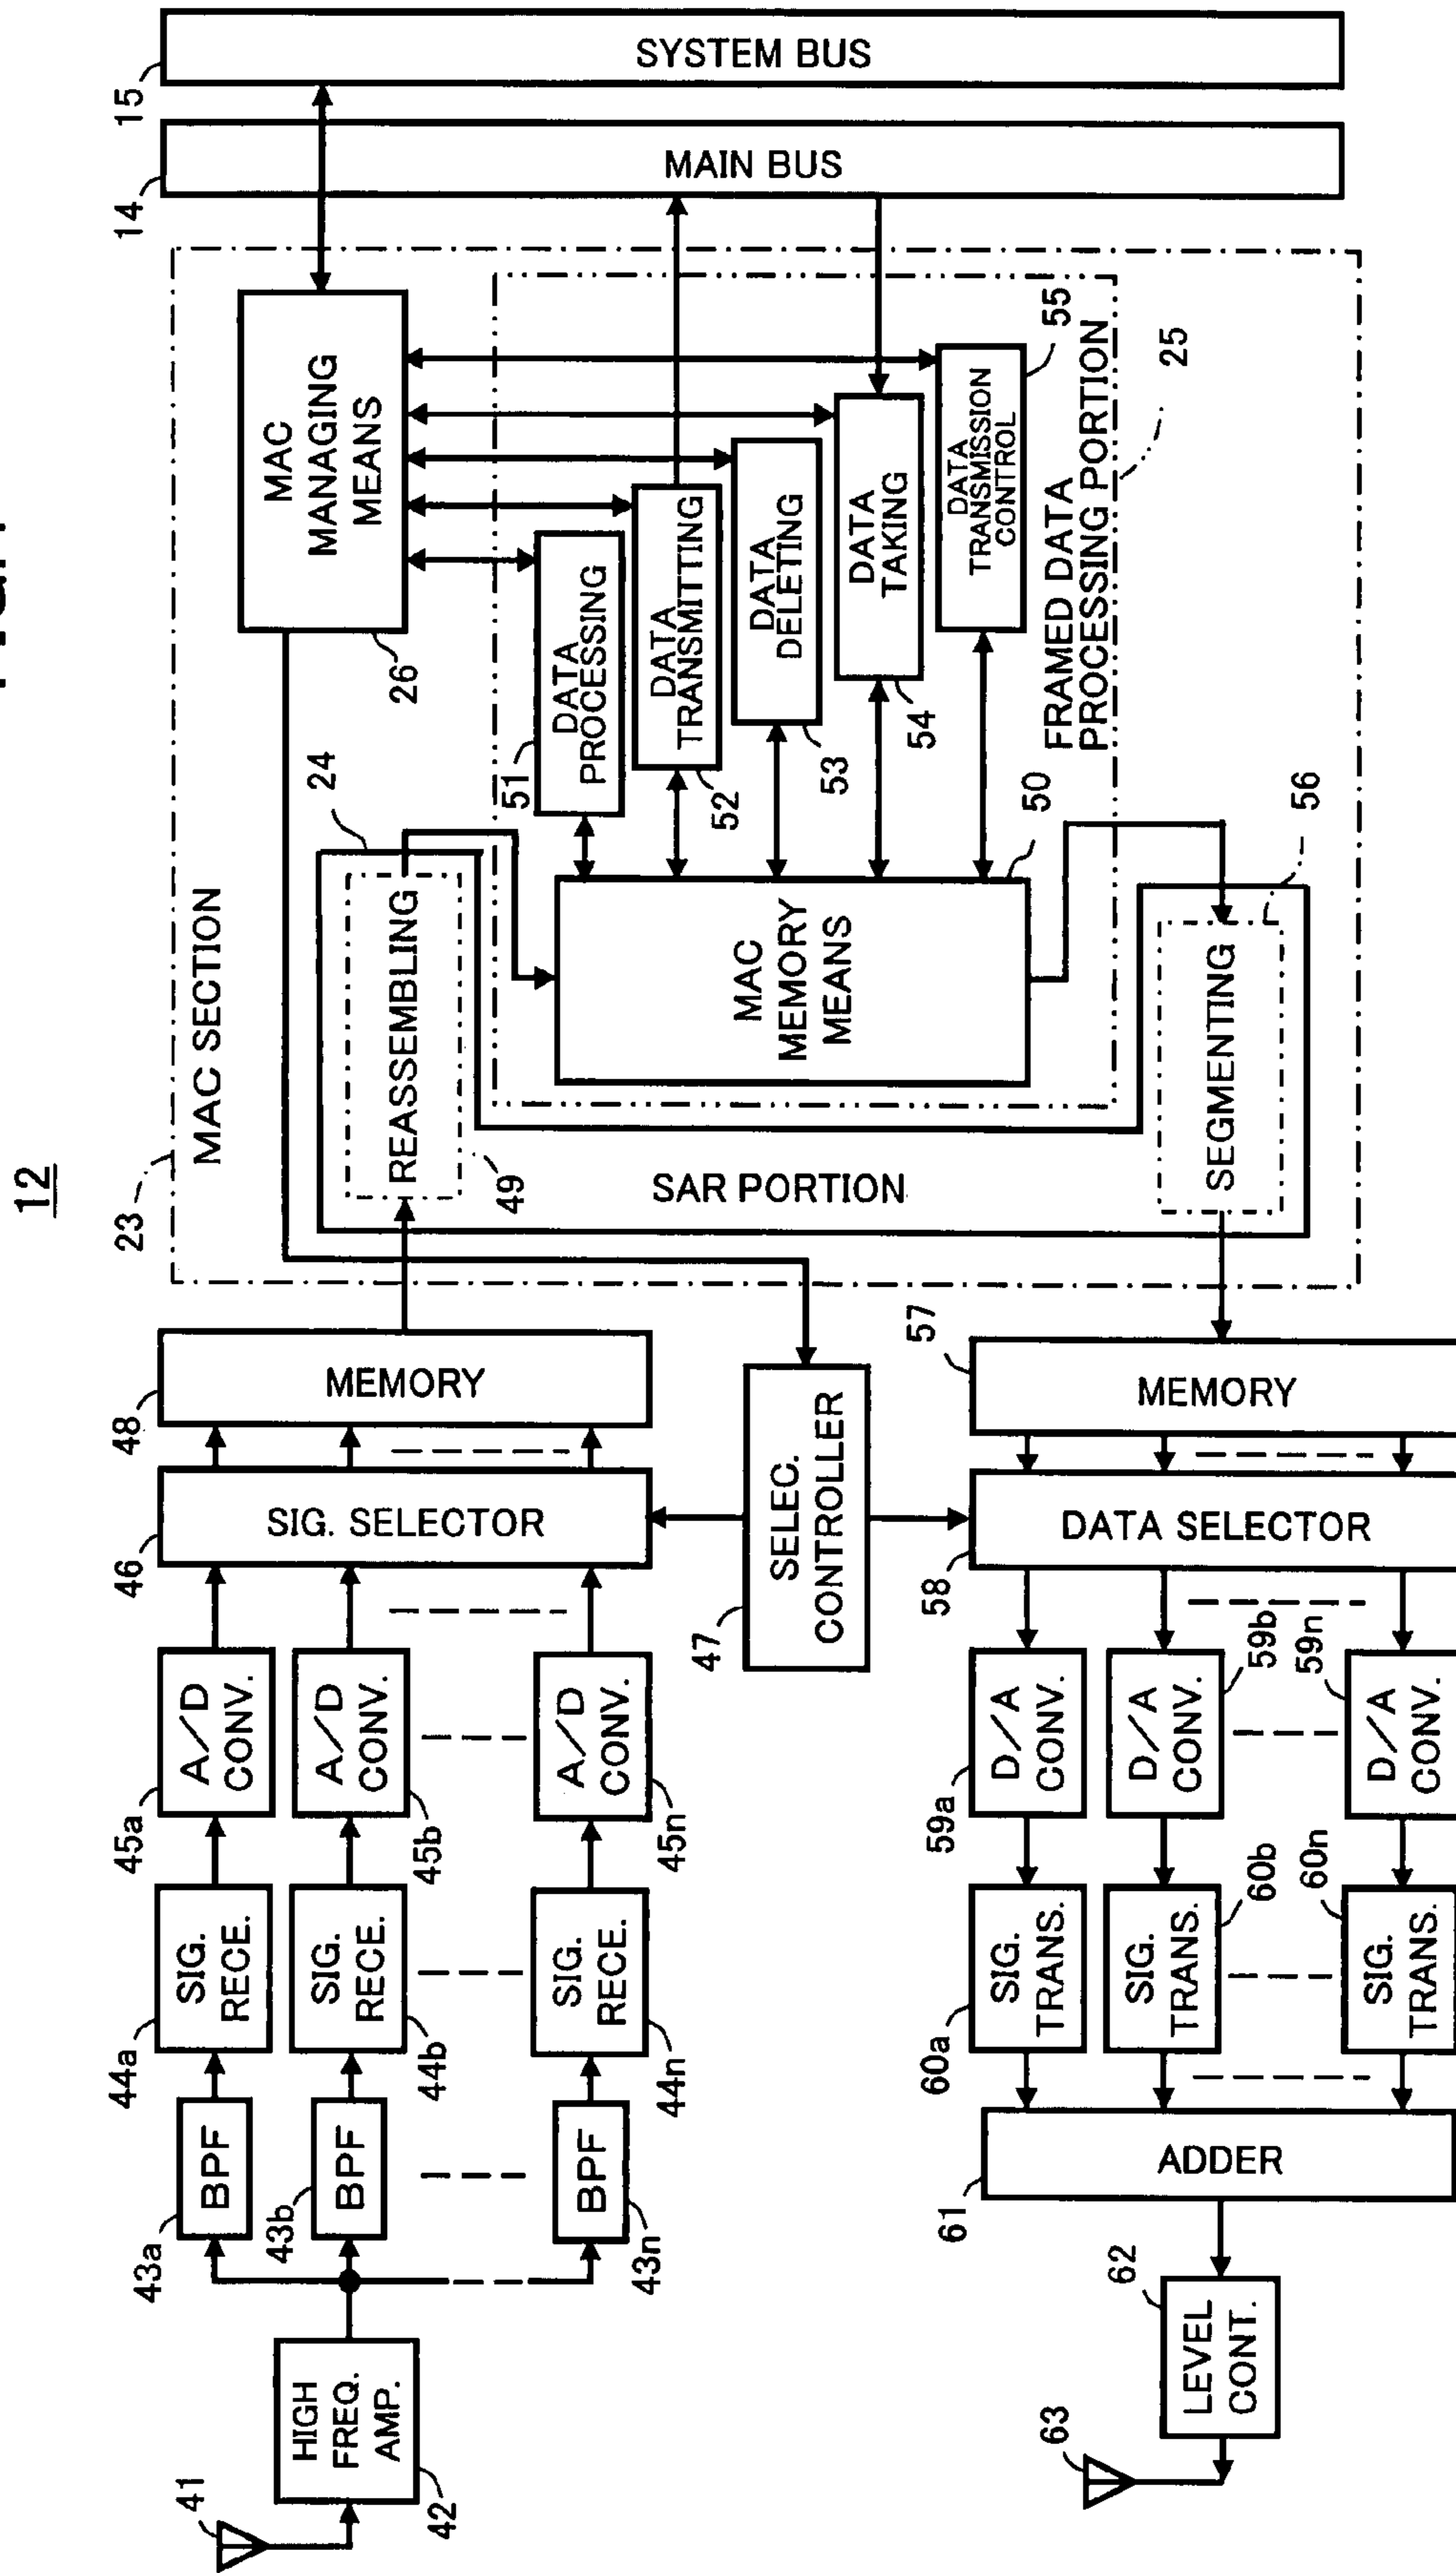 12
SYSTEM BUS
15
MAIN BUS
14
MAC SECTION
23
MAC
MANAGING
MEANS
26
24
REASSEMBLING
49
SAR PORTION
DATA
PROCESSING
51
DATA
TRANSMITTING
52
DATA
DELETING
53
DATA
TAKING
54
DATA
TRANSMISSION
CONTROL
55
FRAMED DATA
PROCESSING PORTION
25
MAC
MEMORY
MEANS
50
SEGMENTING
56
MEMORY
48
SIG. SELECTOR
46
SELEC.
CONTROLLER
47
MEMORY
57
DATA SELECTOR
58
A/D
CONV.
45a
A/D
CONV.
45b
A/D
CONV.
45n
SIG.
RECE.
44a
SIG.
RECE.
44b
SIG.
RECE.
44n
BPF
43a
BPF
43b
BPF
43n
HIGH
FREQ.
AMP.
42
41
D/A
CONV.
59a
D/A
CONV.
59b
D/A
CONV.
59n
SIG.
TRANS.
60a
SIG.
TRANS.
60b
SIG.
TRANS.
60n
ADDER
61
LEVEL
CONT.
62
63